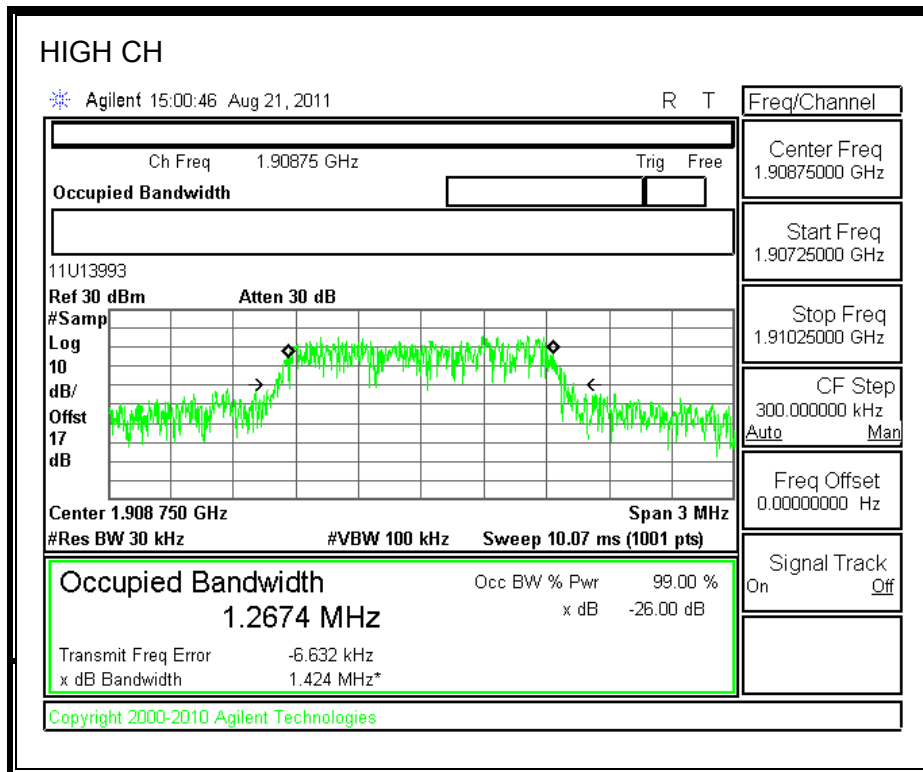 HIGH CH
Agilent 15:00:46 Aug 21, 2011 R T
Ch Freq 1.90875 GHz Trig Free
Occupied Bandwidth
11U13993
Ref 30 dBm Atten 30 dB
#Samp
Log
10
dB/
Offst
17
dB
Center 1.908 750 GHz Span 3 MHz
#Res BW 30 kHz #VBW 100 kHz Sweep 10.07 ms (1001 pts)
Occupied Bandwidth Occ BW % Pwr 99.00 %
1.2674 MHz x dB -26.00 dB
Transmit Freq Error -6.632 kHz
x dB Bandwidth 1.424 MHz*
Copyright 2000-2010 Agilent Technologies
Freq/Channel
Center Freq
1.90875000 GHz
Start Freq
1.90725000 GHz
Stop Freq
1.91025000 GHz
CF Step
300.000000 kHz
Auto Man
Freq Offset
0.00000000 Hz
Signal Track
On Off